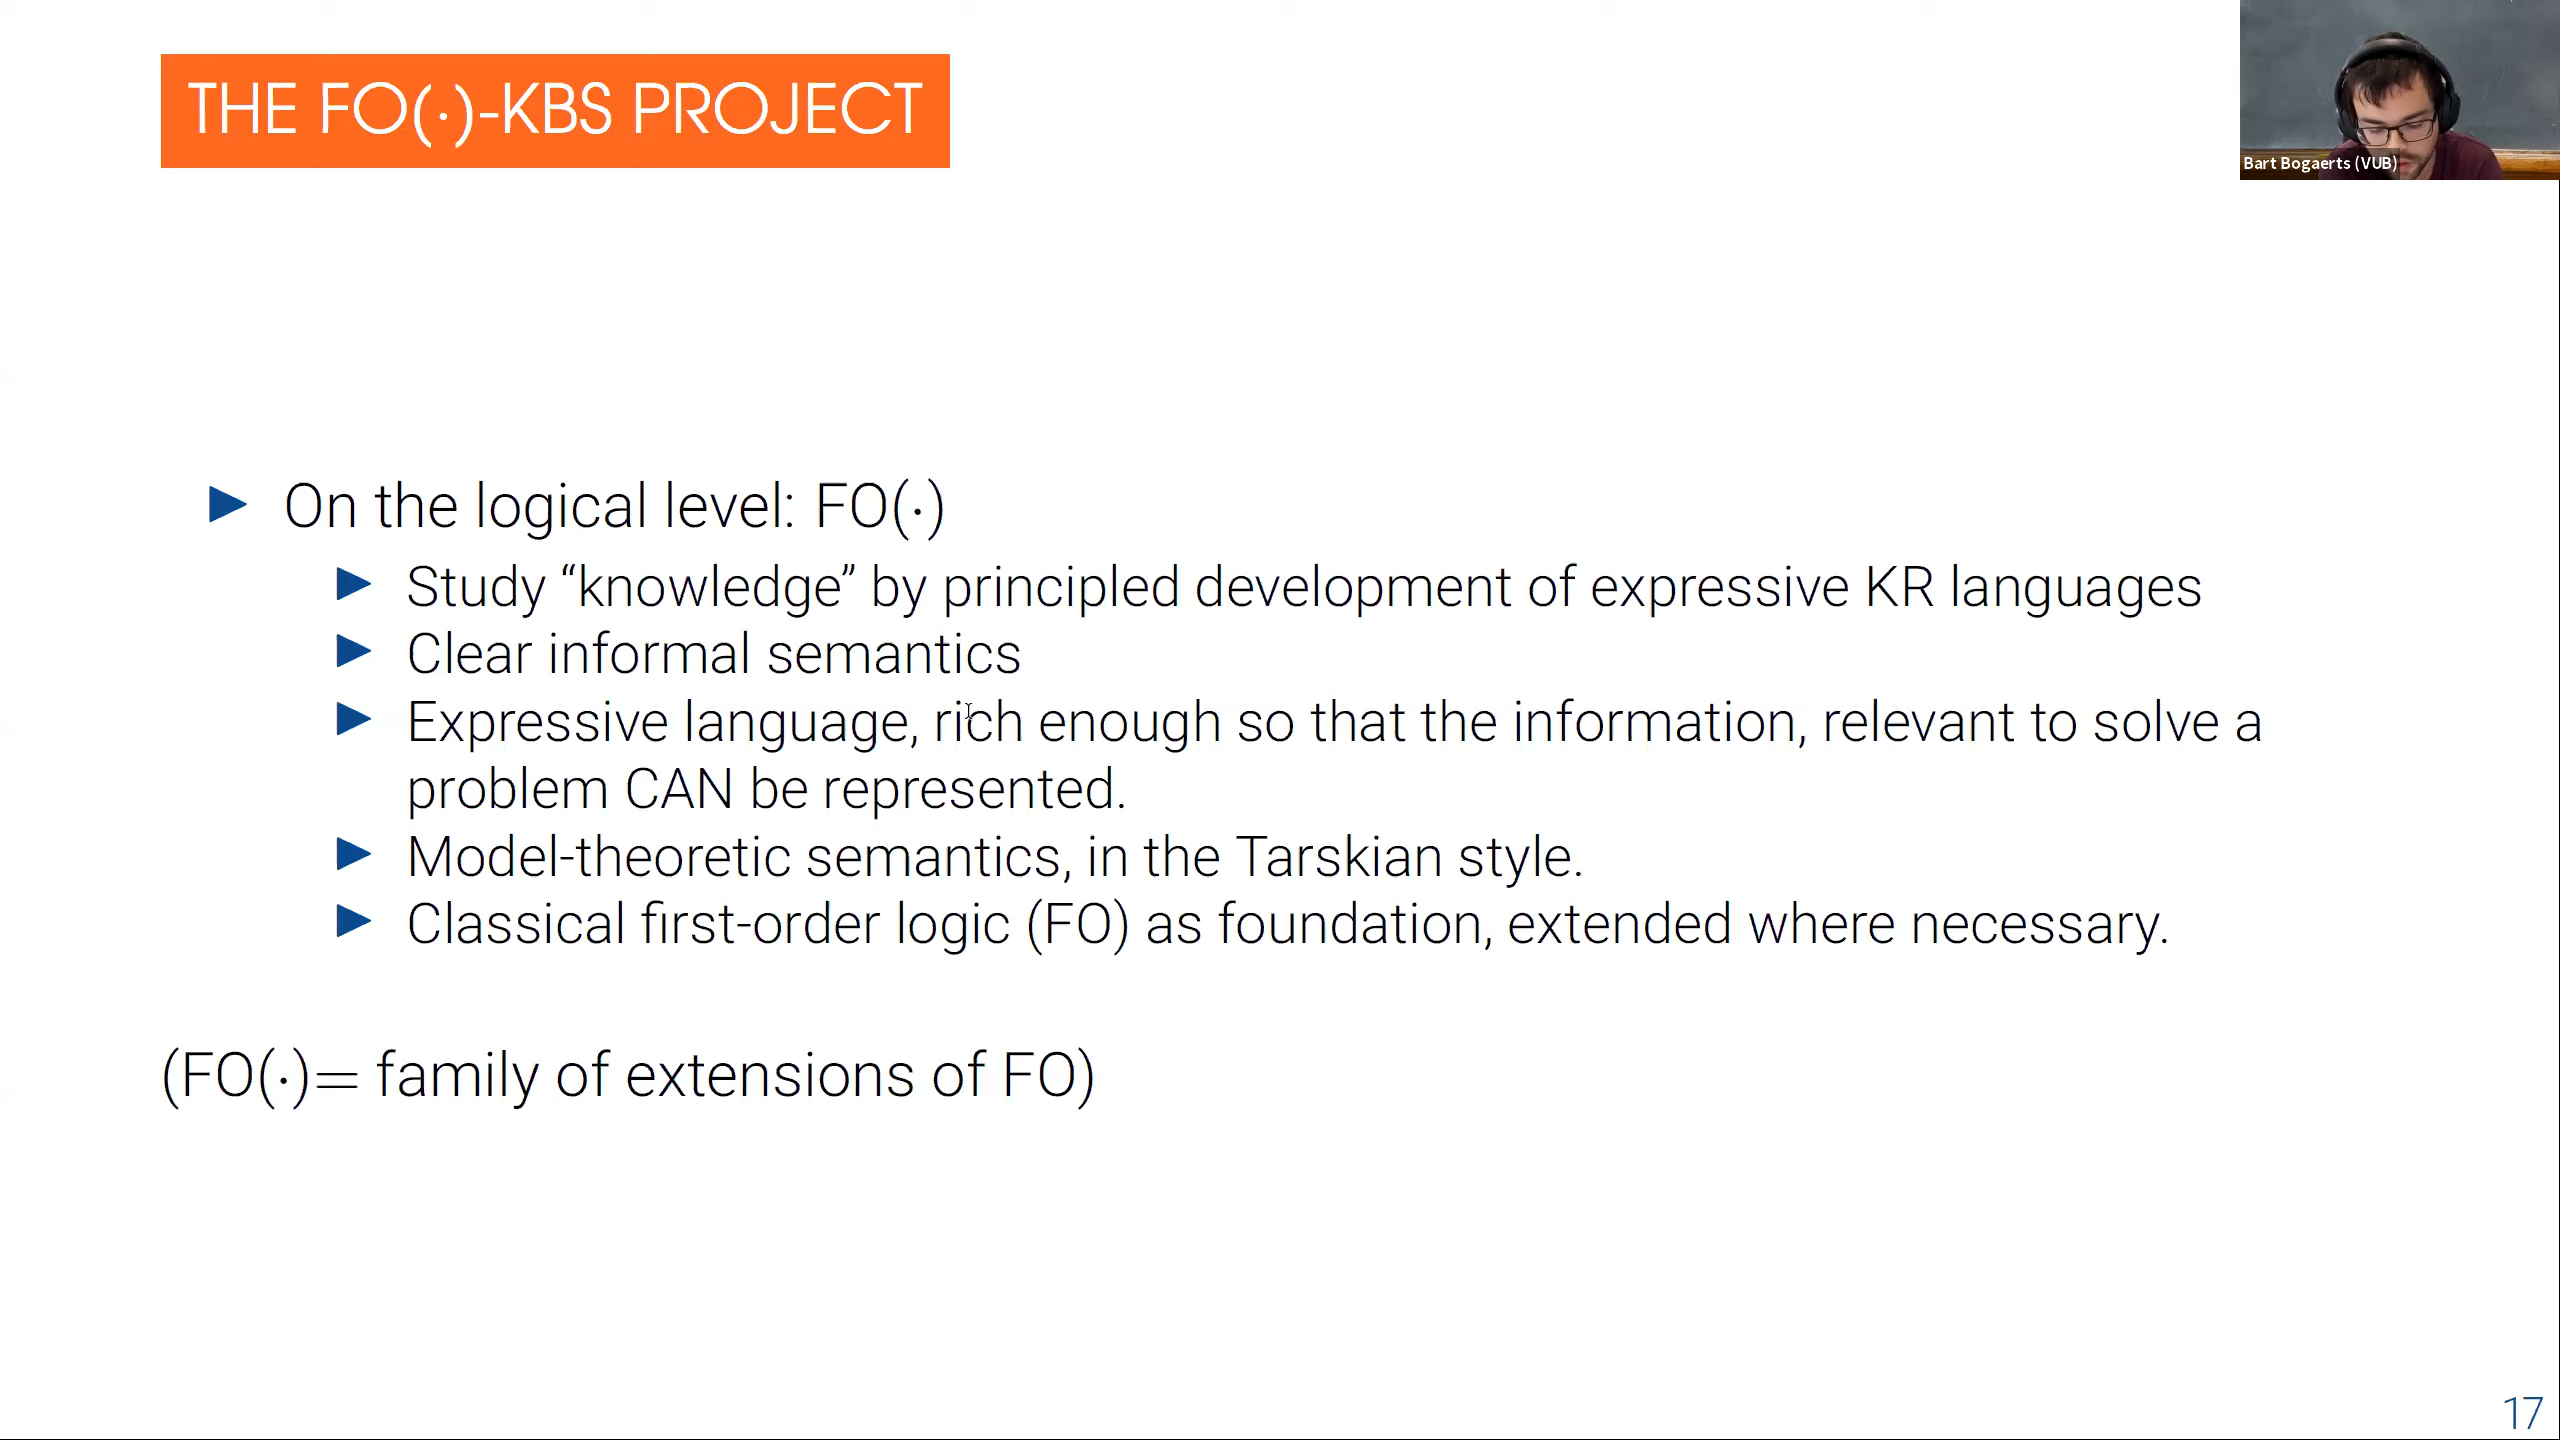 THE FO(·)-KBS PROJECT
Bart Bogaerts (VUB)
On the logical level: FO(·)
Study “knowledge” by principled development of expressive KR languages
Clear informal semantics
Expressive language, rich enough so that the information, relevant to solve a
problem CAN be represented.
Model-theoretic semantics, in the Tarskian style.
Classical first-order logic (FO) as foundation, extended where necessary.
(FO(·)= family of extensions of FO)
17